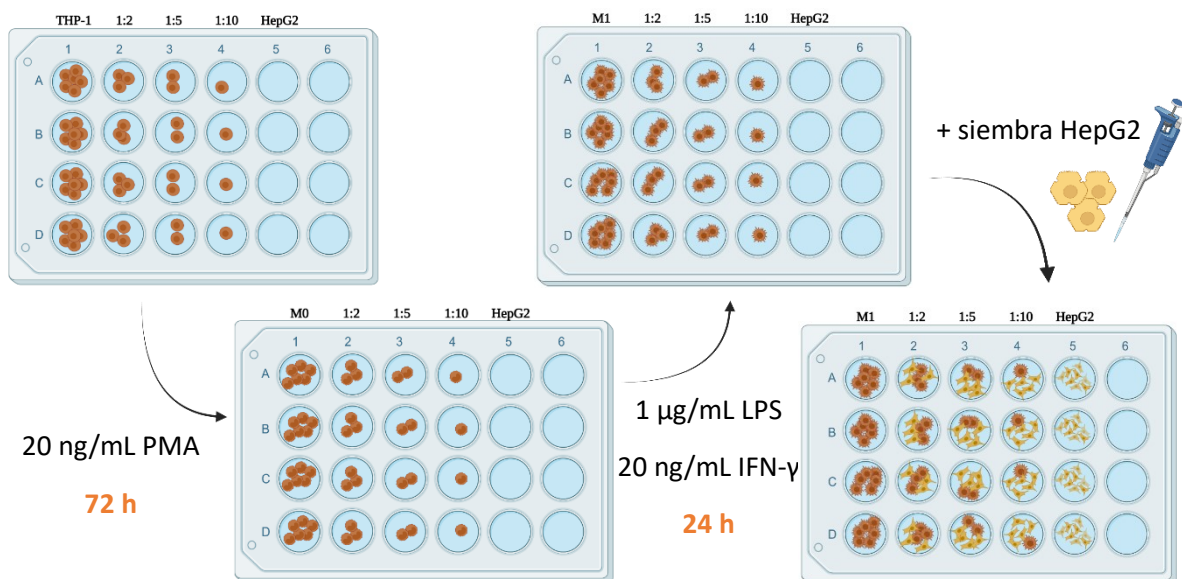 THP-1 1:2 1:5 1:10 HepG2
1 2 3 4 5 6
A
B
C
D
20 ng/mL PMA
72 h
M0 1:2 1:5 1:10 HepG2
1 2 3 4 5 6
A
B
C
D
1 µg/mL LPS
20 ng/mL IFN-γ
24 h
M1 1:2 1:5 1:10 HepG2
1 2 3 4 5 6
A
B
C
D
+ siembra HepG2
M1 1:2 1:5 1:10 HepG2
1 2 3 4 5 6
A
B
C
D